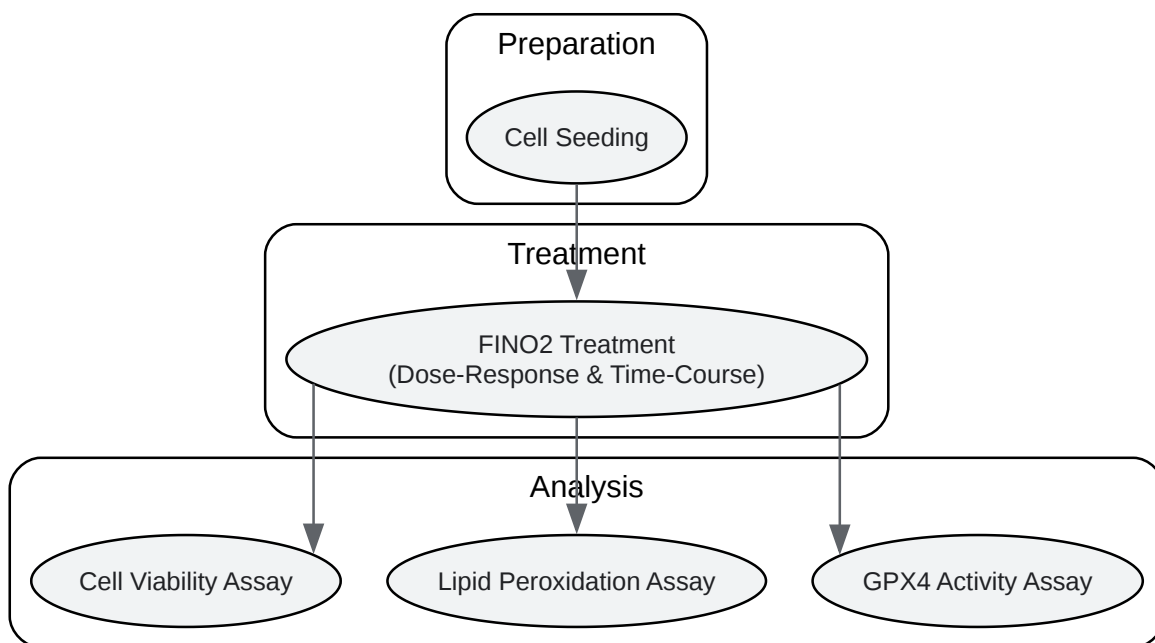 Preparation
Cell Seeding
Treatment
FINO2 Treatment
(Dose-Response & Time-Course)
Analysis
Cell Viability Assay
Lipid Peroxidation Assay
GPX4 Activity Assay